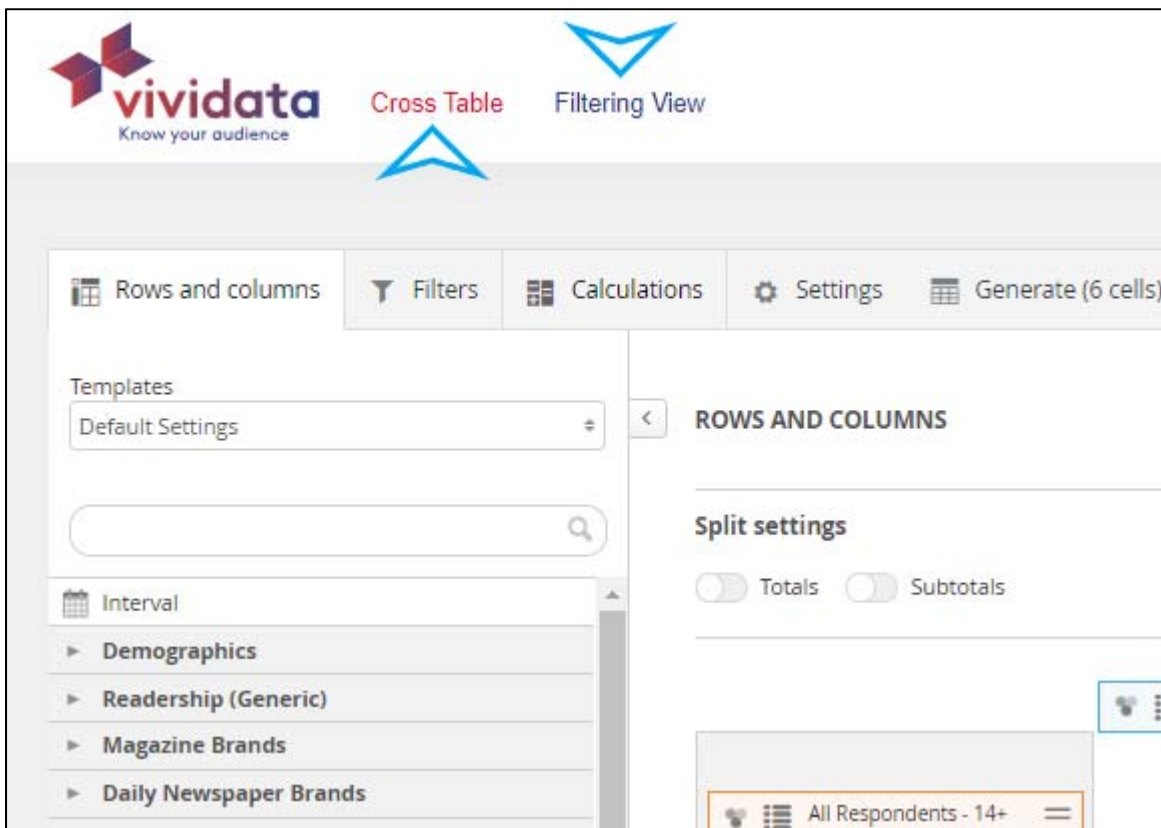 vividata
Know your audience
Cross Table Filtering View
Rows and columns Filters Calculations Settings Generate (6 cells)
Templates
Default Settings
ROWS AND COLUMNS
Split settings
Totals Subtotals
Interval
Demographics
Readership (Generic)
Magazine Brands
Daily Newspaper Brands
All Respondents - 14+